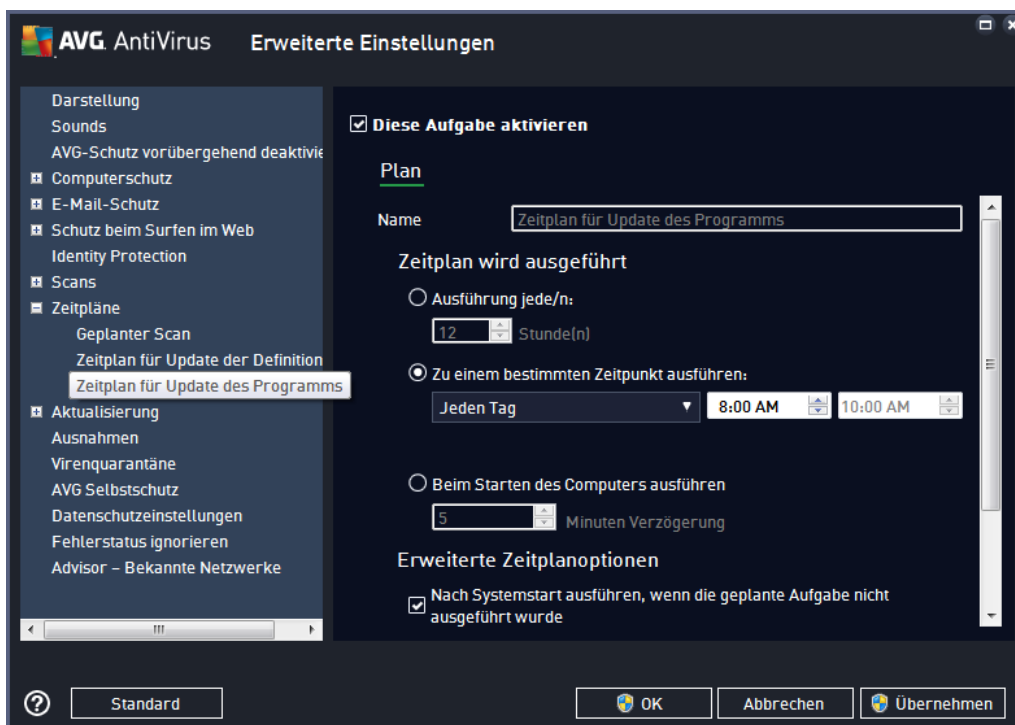 AVG. AntiVirus Erweiterte Einstellungen
Darstellung
Sounds
AVG-Schutz vorübergehend deaktivie
Computerschutz
E-Mail-Schutz
Schutz beim Surfen im Web
Identity Protection
Scans
Zeitpläne
Geplanter Scan
Zeitplan für Update der Definition
Zeitplan für Update des Programms
Aktualisierung
Ausnahmen
Virenquarantäne
AVG Selbstschutz
Datenschutzeinstellungen
Fehlerstatus ignorieren
Advisor – Bekannte Netzwerke
Diese Aufgabe aktivieren
Plan
Name Zeitplan für Update des Programms
Zeitplan wird ausgeführt
Ausführung jede/n:
12 Stunde(n)
Zu einem bestimmten Zeitpunkt ausführen:
Jeden Tag 8:00 AM 10:00 AM
Beim Starten des Computers ausführen
5 Minuten Verzögerung
Erweiterte Zeitplanoptionen
Nach Systemstart ausführen, wenn die geplante Aufgabe nicht
ausgeführt wurde
? Standard OK Abbrechen Übernehmen